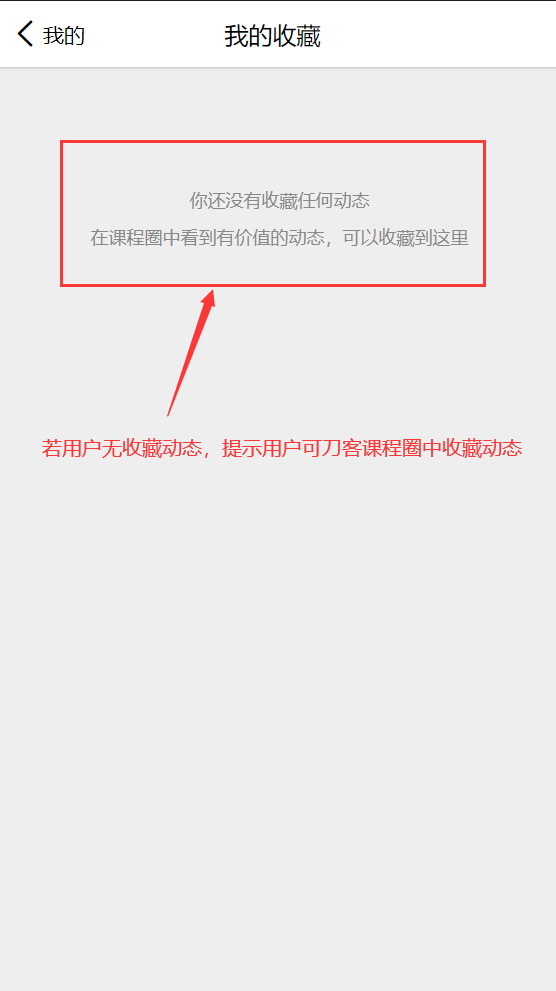 我的
我的收藏
你还没有收藏任何动态
在课程圈中看到有价值的动态，可以收藏到这里
若用户无收藏动态，提示用户可刀客课程圈中收藏动态